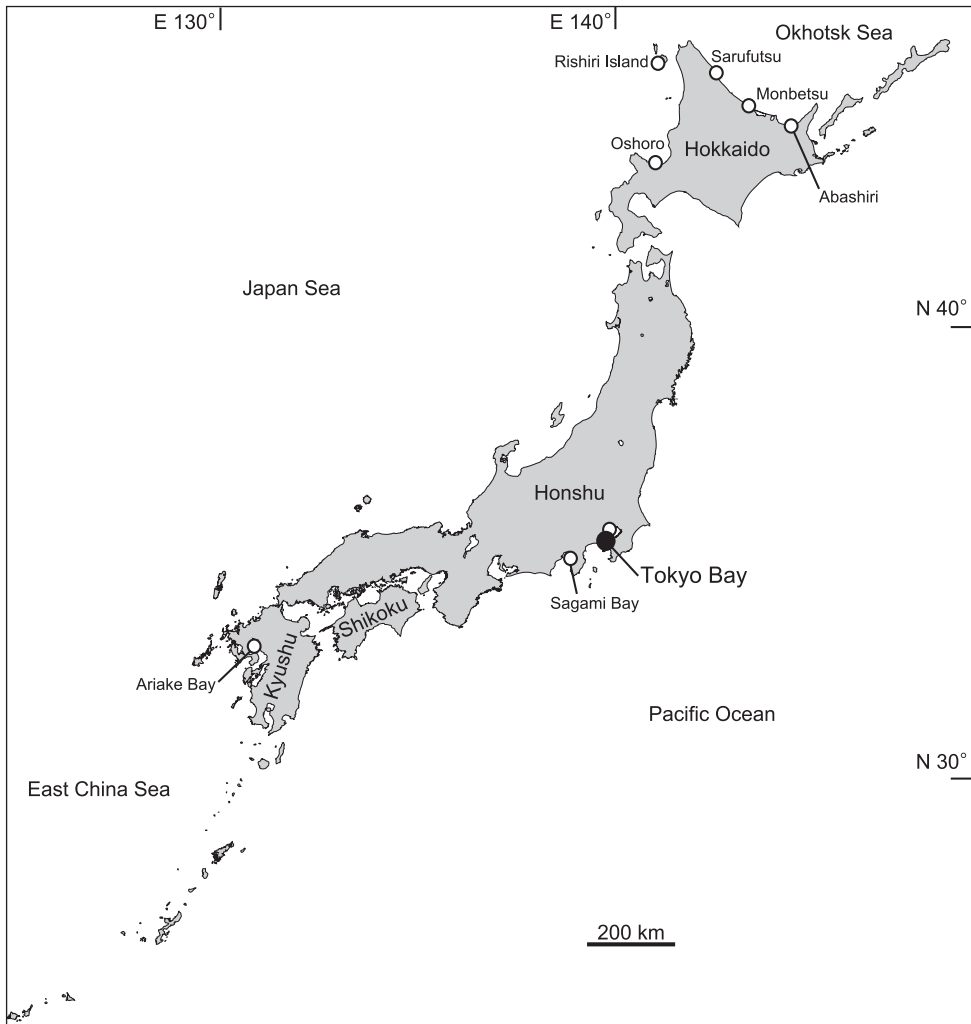 E 130°
E 140°
Okhotsk Sea
Rishiri Island
Sarufutsu
Monbetsu
Oshoro
Hokkaido
Abashiri
Japan Sea
N 40°
Honshu
Tokyo Bay
Sagami Bay
Shikoku
Kyushu
Ariake Bay
Pacific Ocean
N 30°
East China Sea
200 km